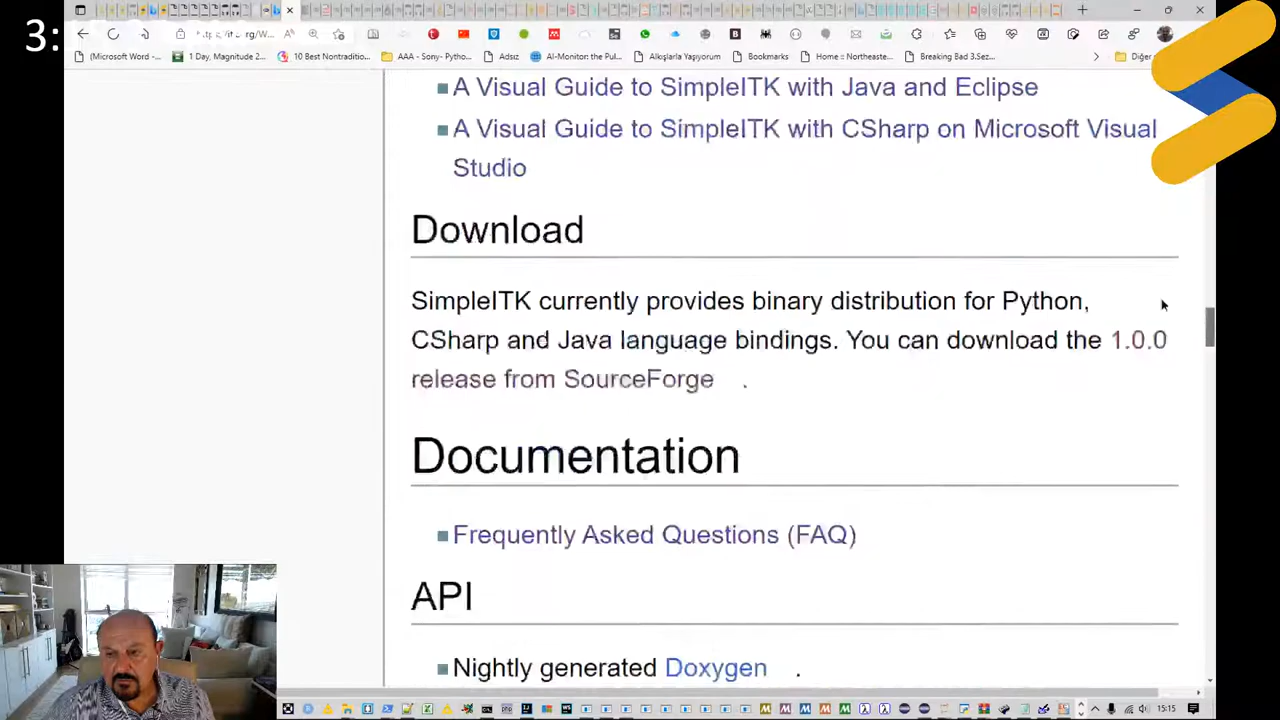 3:
(Microsoft Word -...
1 Day, Magnitude 2...
10 Best Nontraditio...
AAA - Sony- Pytho...
Adsız
Al-Monitor: the Pul...
Alkışlarla Yaşıyorum
Bookmarks
Home :: Northeaste...
Breaking Bad 3.Sez...
Diğer
A Visual Guide to SimpleITK with Java and Eclipse
A Visual Guide to SimpleITK with CSharp on Microsoft Visual
Studio
Download
SimpleITK currently provides binary distribution for Python,
CSharp and Java language bindings. You can download the 1.0.0
release from SourceForge .
Documentation
Frequently Asked Questions (FAQ)
API
Nightly generated Doxygen .
15:15